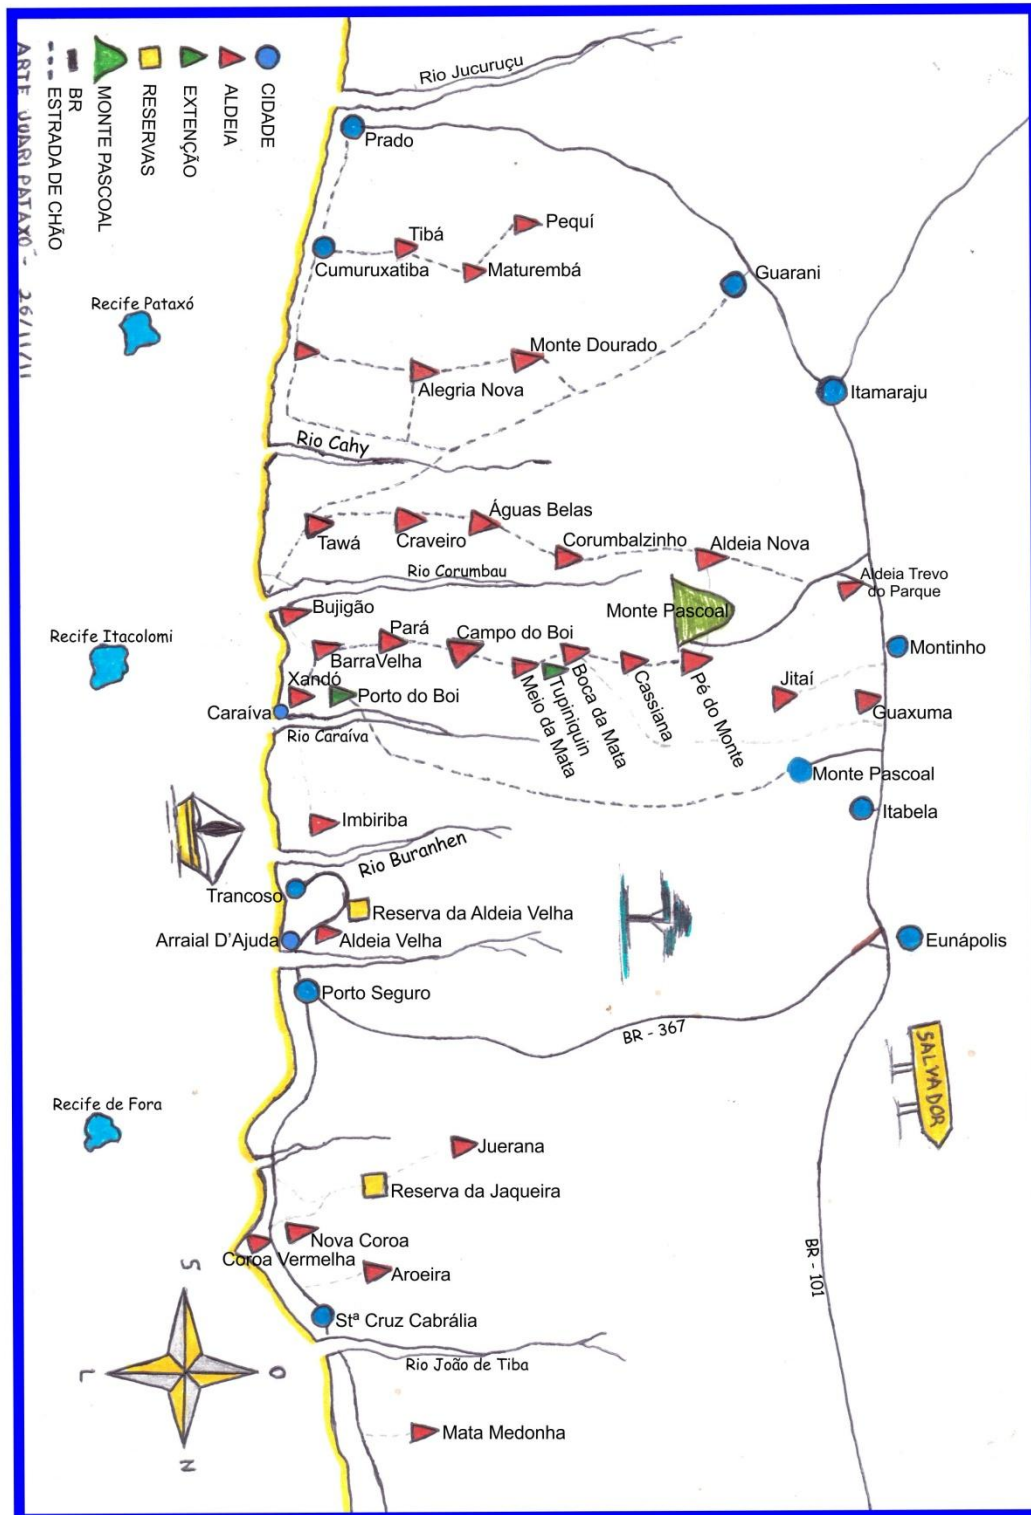 CIDADE
ALDEIA
EXTENÇÃO
RESERVAS
MONTE PASCOAL
BR
ESTRADA DE CHÃO
ARTE JUARI PATAXÓ - 26/11/11
Rio Jucuruçu
Prado
Pequí
Tibá
Cumuruxatiba
Maturembá
Guarani
Recife Pataxó
Monte Dourado
Alegria Nova
Itamaraju
Rio Cahy
Águas Belas
Tawá
Craveiro
Corumbalzinho
Aldeia Nova
Rio Corumbau
Aldeia Trevo
do Parque
Bujigão
Monte Pascoal
Recife Itacolomi
Pará
Campo do Boi
BarraVelha
Montinho
Xandó
Porto do Boi
Meio da Mata
Tupiniquin
Boca da Mata
Cassiana
Pé do Monte
Jitaí
Guaxuma
Caraíva
Rio Caraíva
Monte Pascoal
Itabela
Imbiriba
Rio Buranhen
Trancoso
Reserva da Aldeia Velha
Arraial D'Ajuda
Aldeia Velha
Eunápolis
Porto Seguro
BR - 367
SALVADOR
Recife de Fora
Juerana
Reserva da Jaqueira
Nova Coroa
Coroa Vermelha
Aroeira
BR - 101
Stª Cruz Cabrália
Rio João de Tiba
S
O
L
N
Mata Medonha